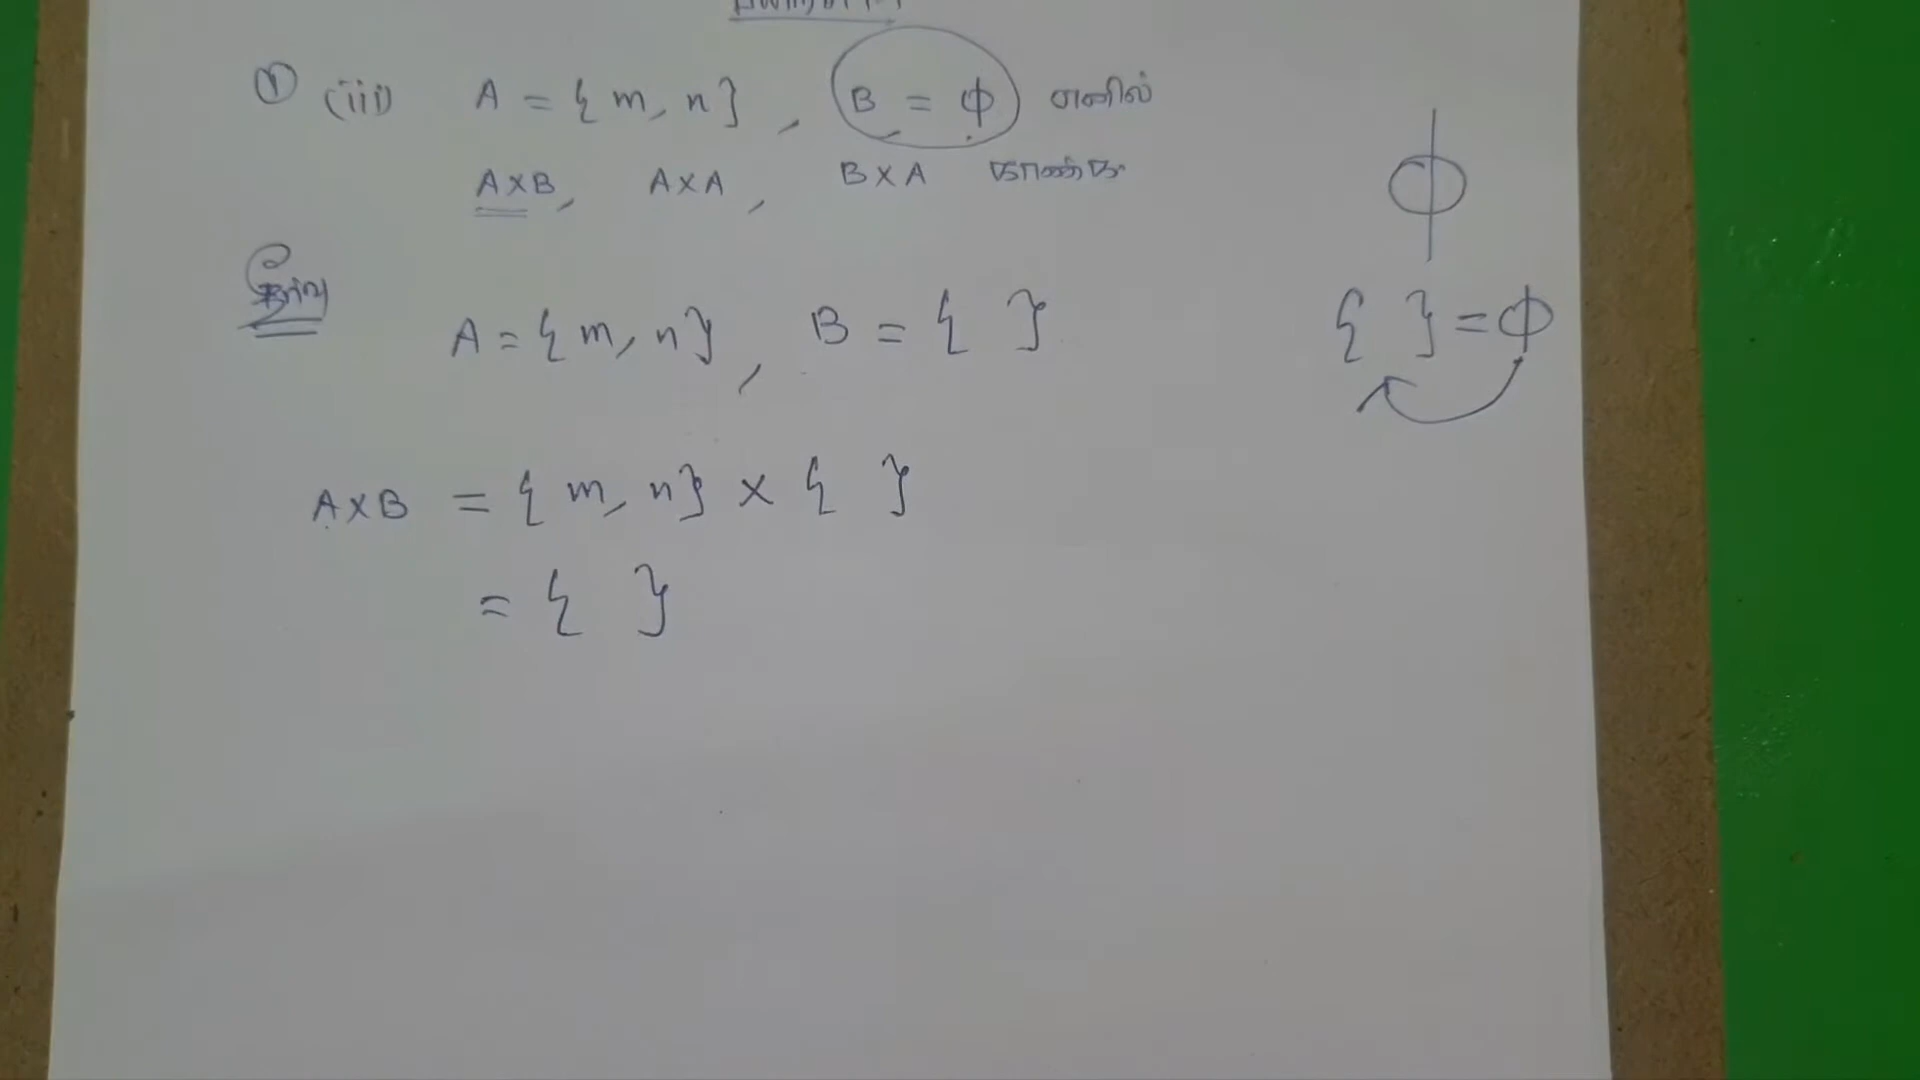 ① (iii) A = { m, n } , B = ϕ எனில்
A×B, A×A, B×A காண்க
ϕ
தீர்வு
A = { m, n } , B = { }
{ } = ϕ
A×B = { m, n } × { }
= { }